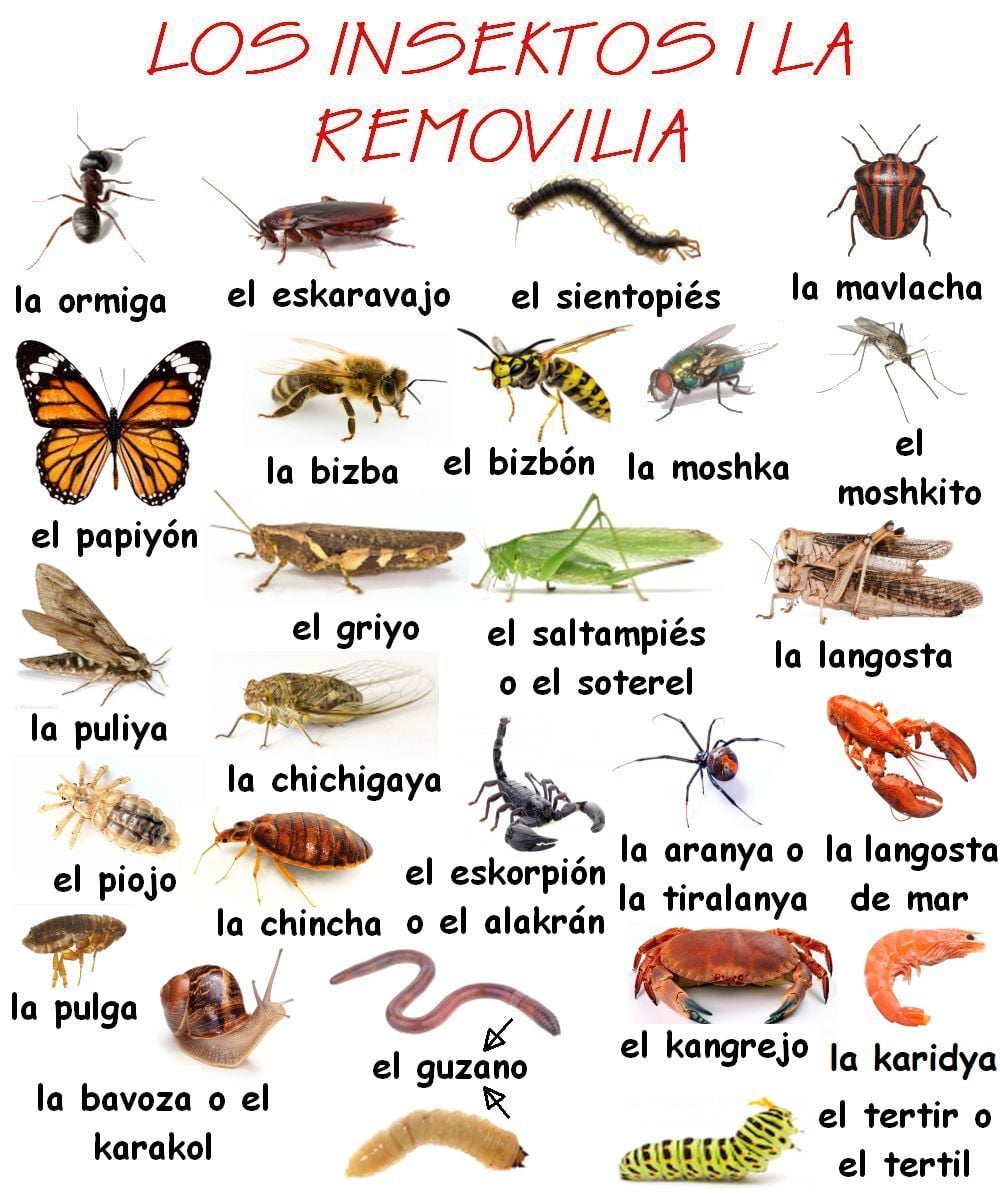 LOS INSEKTOS I LA
REMOVILIA
la ormiga
el eskaravajo
el sientopiés
la mavlacha
el papiyón
la bizba
el bizbón
la moshka
el
moshkito
la puliya
el griyo
el saltampiés
o el soterel
la langosta
la chichigaya
el piojo
la chincha
el eskorpión
o el alakrán
la aranya o
la tiralanya
la langosta
de mar
la pulga
la bavoza o el
karakol
el guzano
el kangrejo
la karidya
el tertir o
el tertil